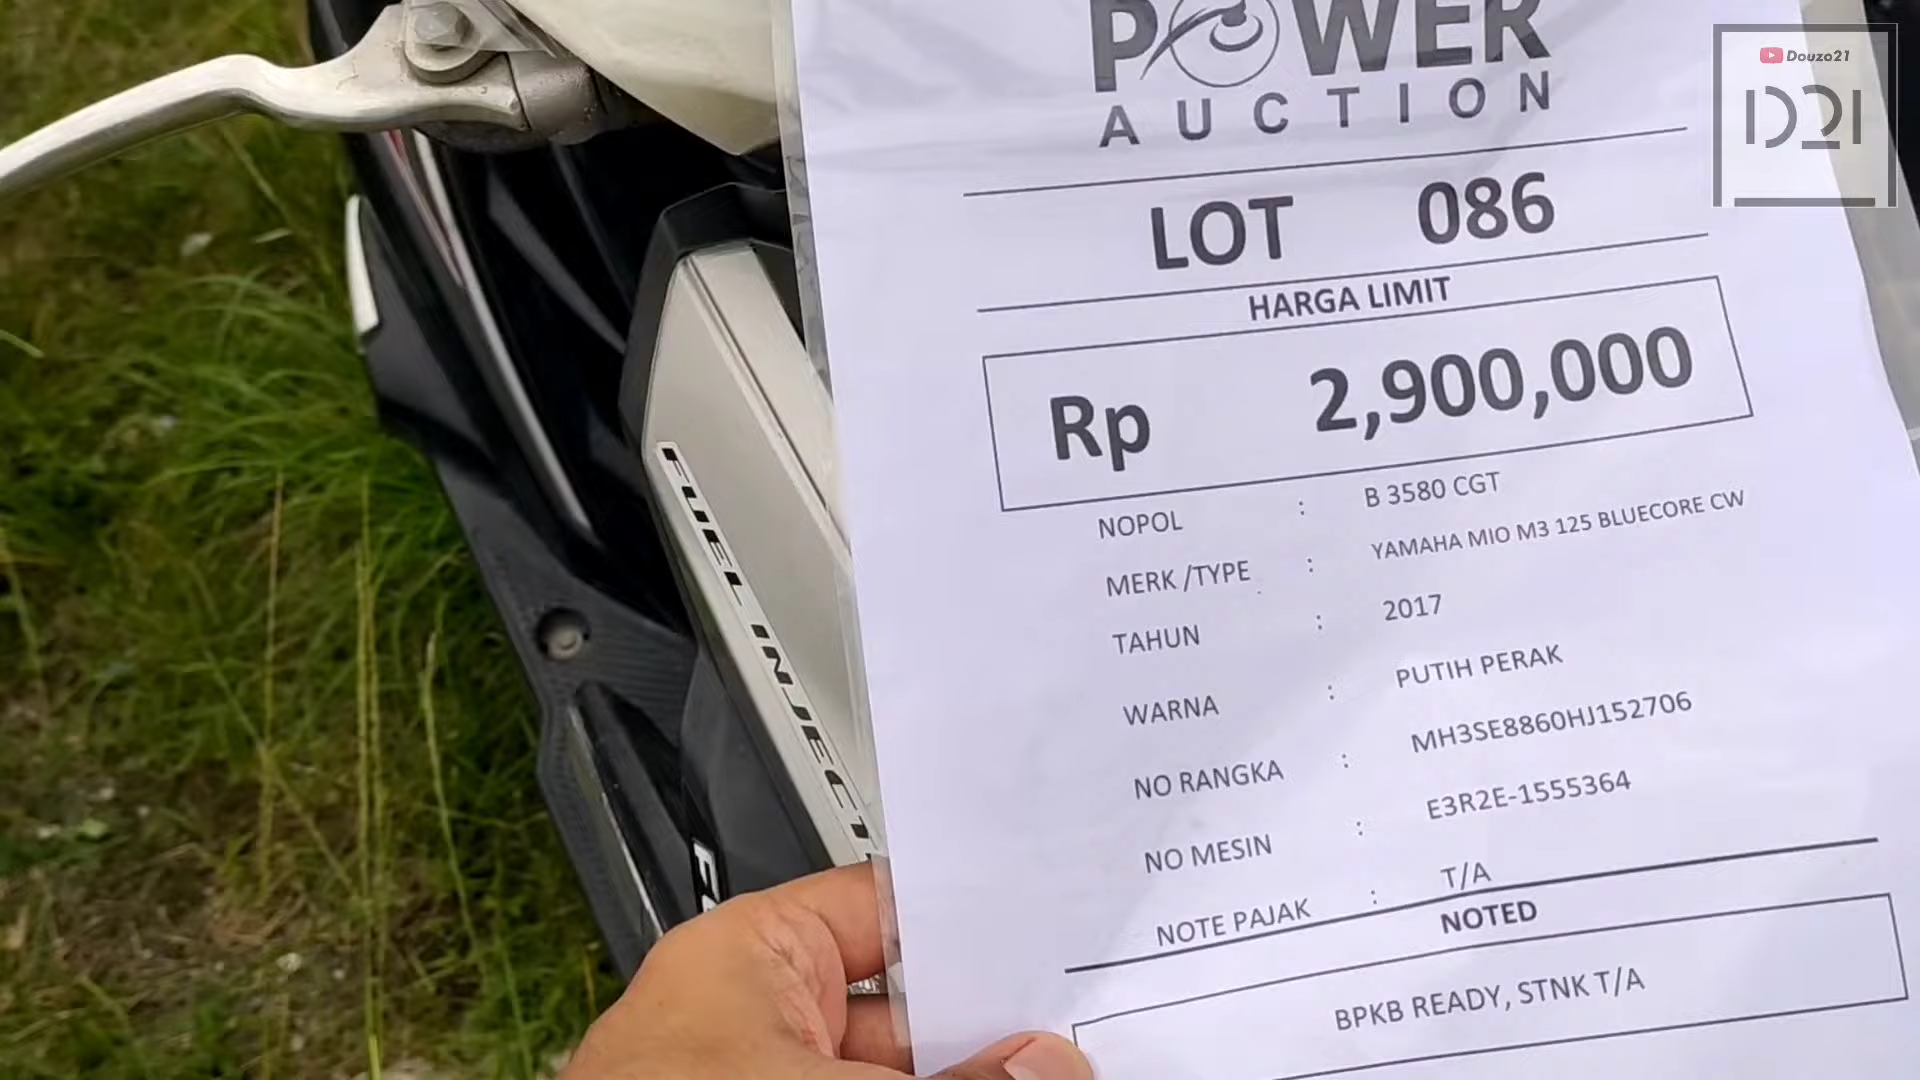 POWER
AUCTION
Douza21
D21
LOT 086
HARGA LIMIT
Rp 2,900,000
NOPOL : B 3580 CGT
MERK /TYPE : YAMAHA MIO M3 125 BLUECORE CW
TAHUN : 2017
WARNA : PUTIH PERAK
NO RANGKA : MH3SE8860HJ152706
NO MESIN : E3R2E-1555364
NOTE PAJAK : T/A
NOTED
BPKB READY, STNK T/A
FUEL INJECT